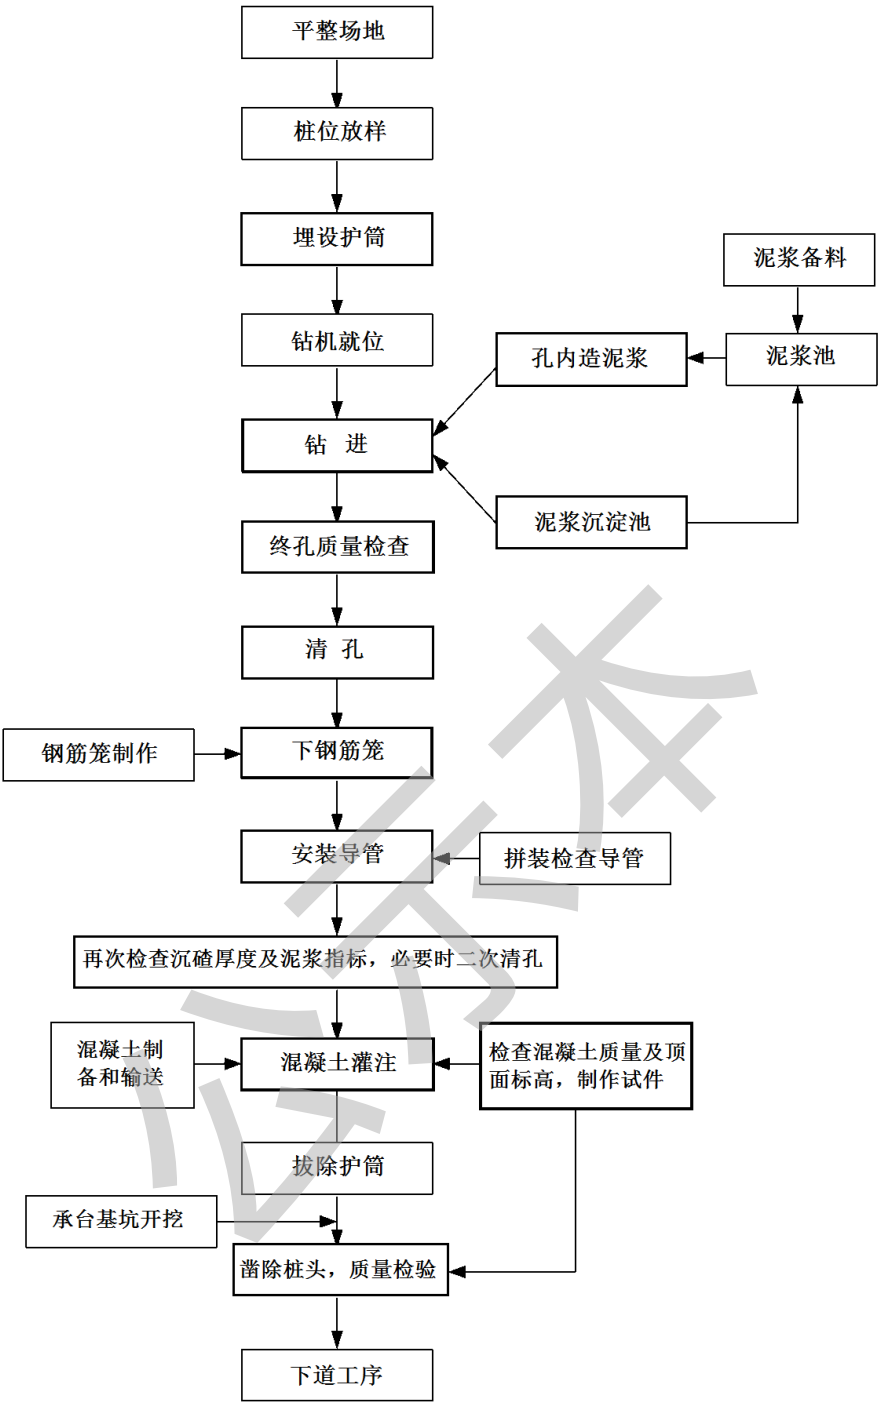 平整场地
桩位放样
埋设护筒
泥浆备料
钻机就位
孔内造泥浆
泥浆池
钻 进
泥浆沉淀池
终孔质量检查
清 孔
钢筋笼制作
下钢筋笼
安装导管
拼装检查导管
再次检查沉碴厚度及泥浆指标，必要时二次清孔
混凝土制
备和输送
混凝土灌注
检查混凝土质量及顶
面标高，制作试件
拔除护筒
承台基坑开挖
凿除桩头，质量检验
下道工序
公示本